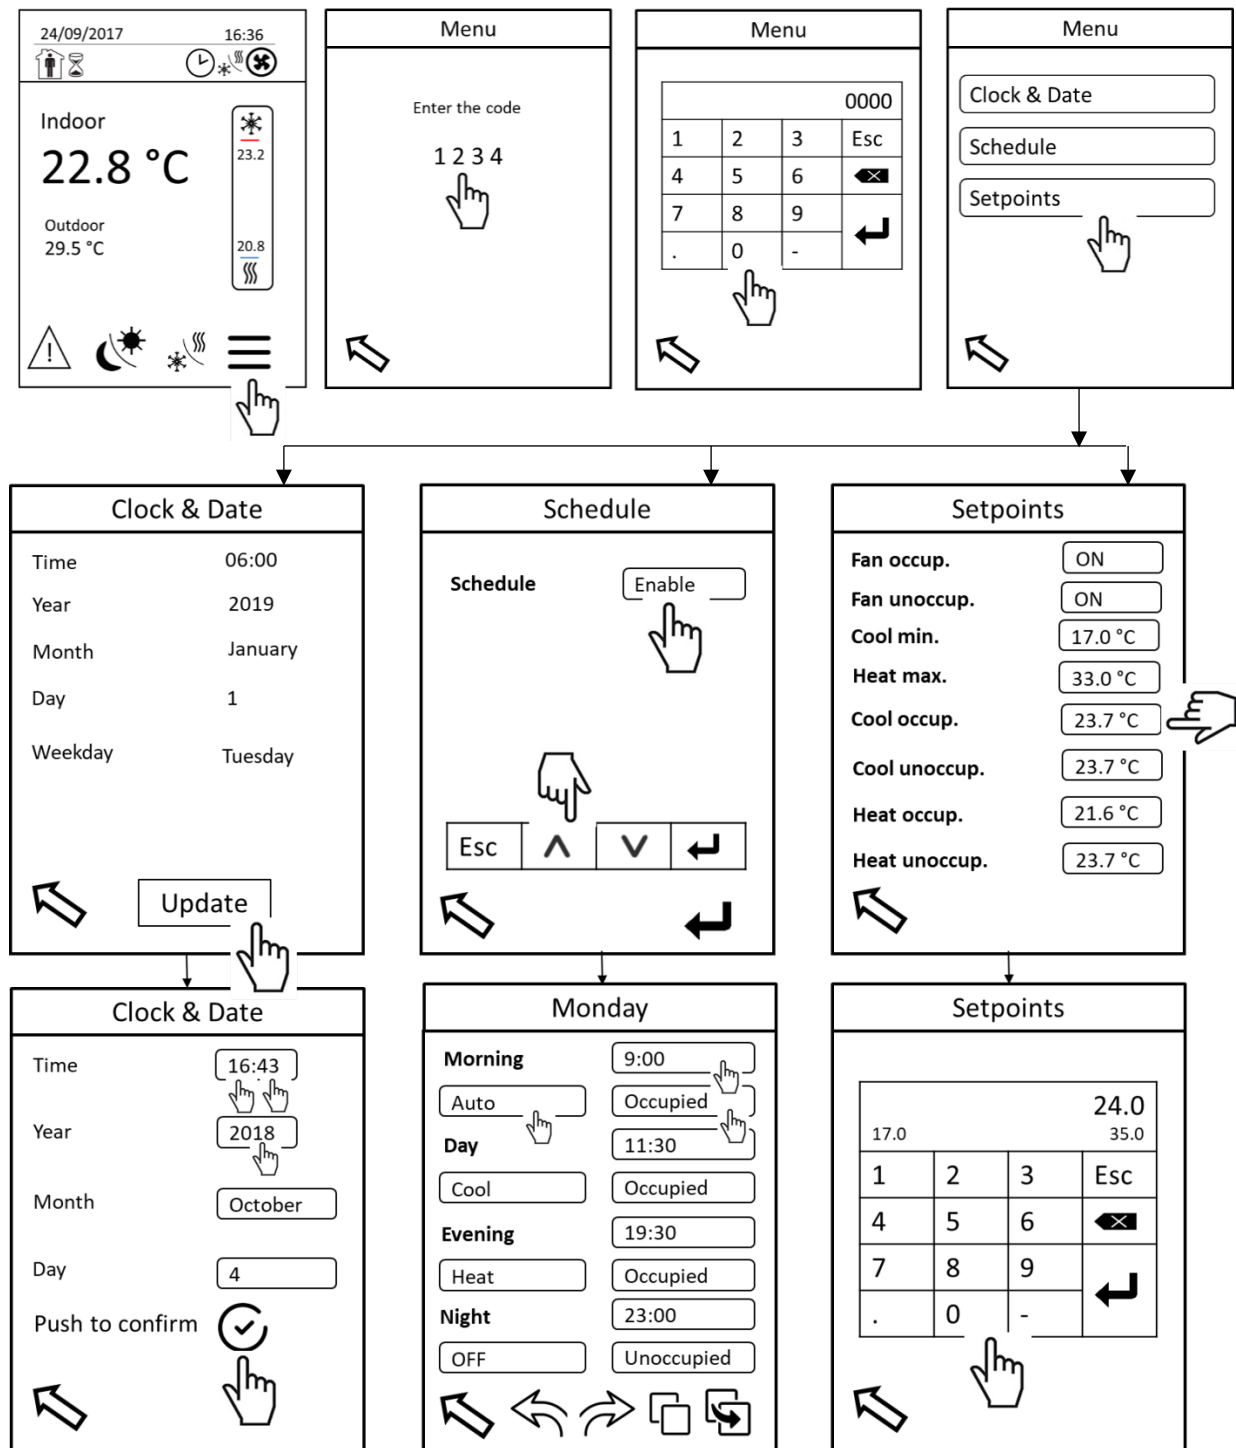 24/09/2017 16:36
Indoor
22.8 °C
23.2
Outdoor
29.5 °C
20.8
!
Menu
Enter the code
1 2 3 4
Menu
0000
1 2 3 Esc
4 5 6
7 8 9
. 0 -
Menu
Clock & Date
Schedule
Setpoints
Clock & Date
Time 06:00
Year 2019
Month January
Day 1
Weekday Tuesday
Update
Schedule
Schedule Enable
Esc
Setpoints
Fan occup. ON
Fan unoccup. ON
Cool min. 17.0 °C
Heat max. 33.0 °C
Cool occup. 23.7 °C
Cool unoccup. 23.7 °C
Heat occup. 21.6 °C
Heat unoccup. 23.7 °C
Clock & Date
Time 16:43
Year 2018
Month October
Day 4
Push to confirm
Monday
Morning 9:00
Auto Occupied
Day 11:30
Cool Occupied
Evening 19:30
Heat Occupied
Night 23:00
OFF Unoccupied
Setpoints
24.0
17.0 35.0
1 2 3 Esc
4 5 6
7 8 9
. 0 -